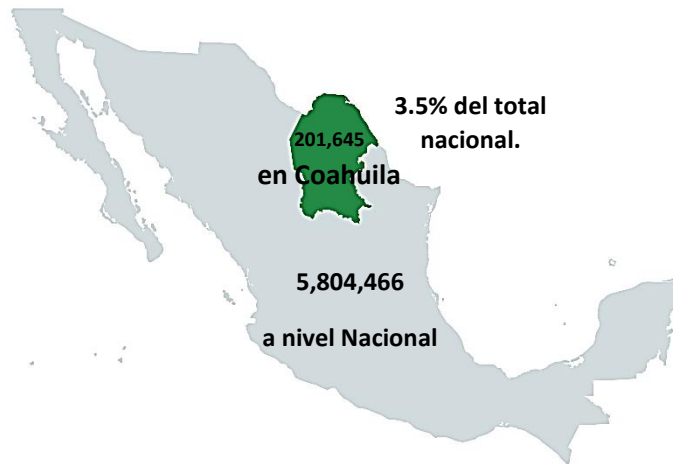 3.5% del total
nacional.
201,645
en Coahuila
5,804,466
a nivel Nacional